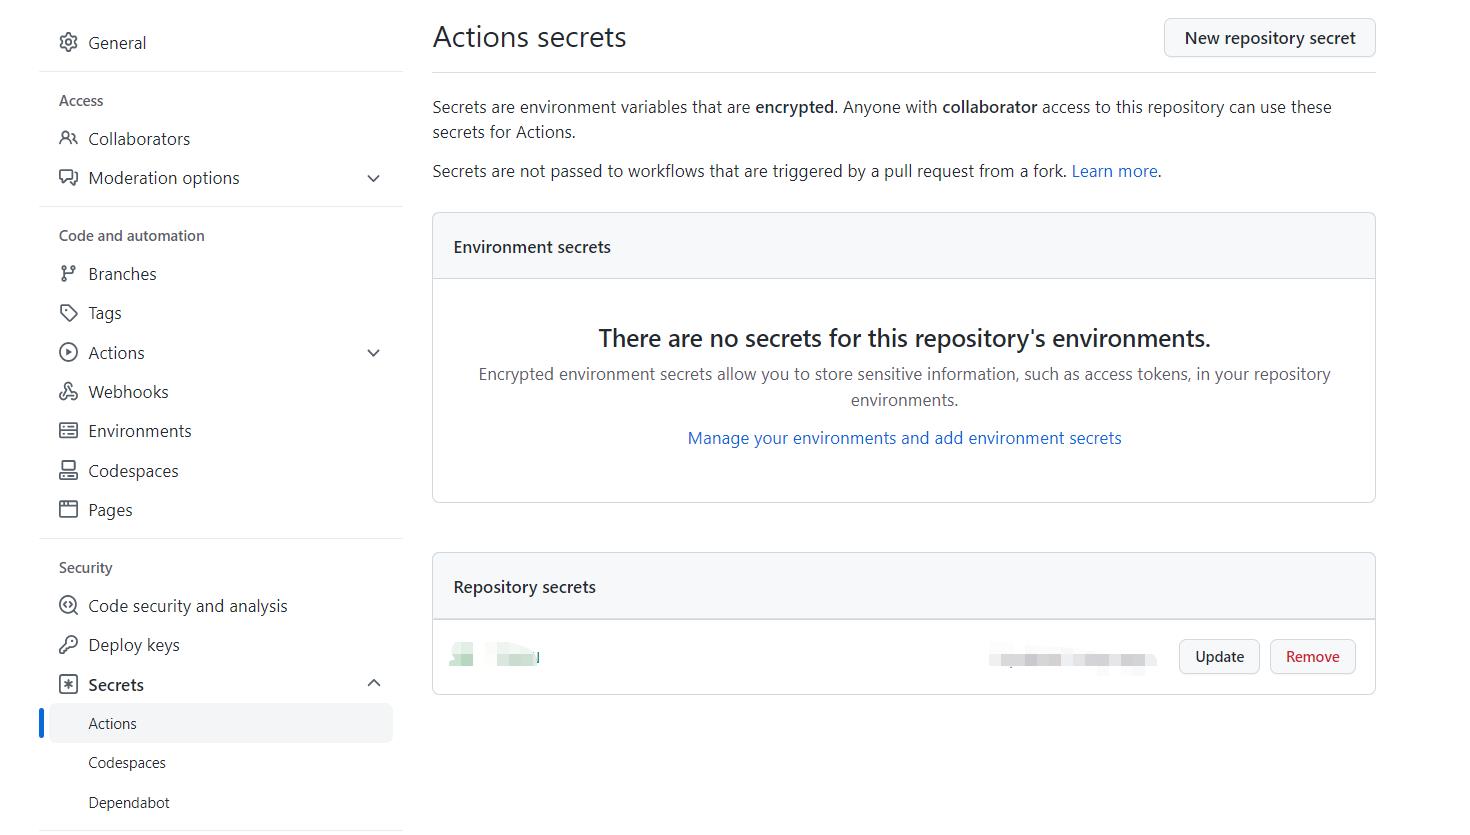 General
Access
Collaborators
Moderation options
Code and automation
Branches
Tags
Actions
Webhooks
Environments
Codespaces
Pages
Security
Code security and analysis
Deploy keys
Secrets
Actions
Codespaces
Dependabot
Actions secrets
New repository secret
Secrets are environment variables that are encrypted. Anyone with collaborator access to this repository can use these
secrets for Actions.
Secrets are not passed to workflows that are triggered by a pull request from a fork. Learn more.
Environment secrets
There are no secrets for this repository's environments.
Encrypted environment secrets allow you to store sensitive information, such as access tokens, in your repository
environments.
Manage your environments and add environment secrets
Repository secrets
Update
Remove